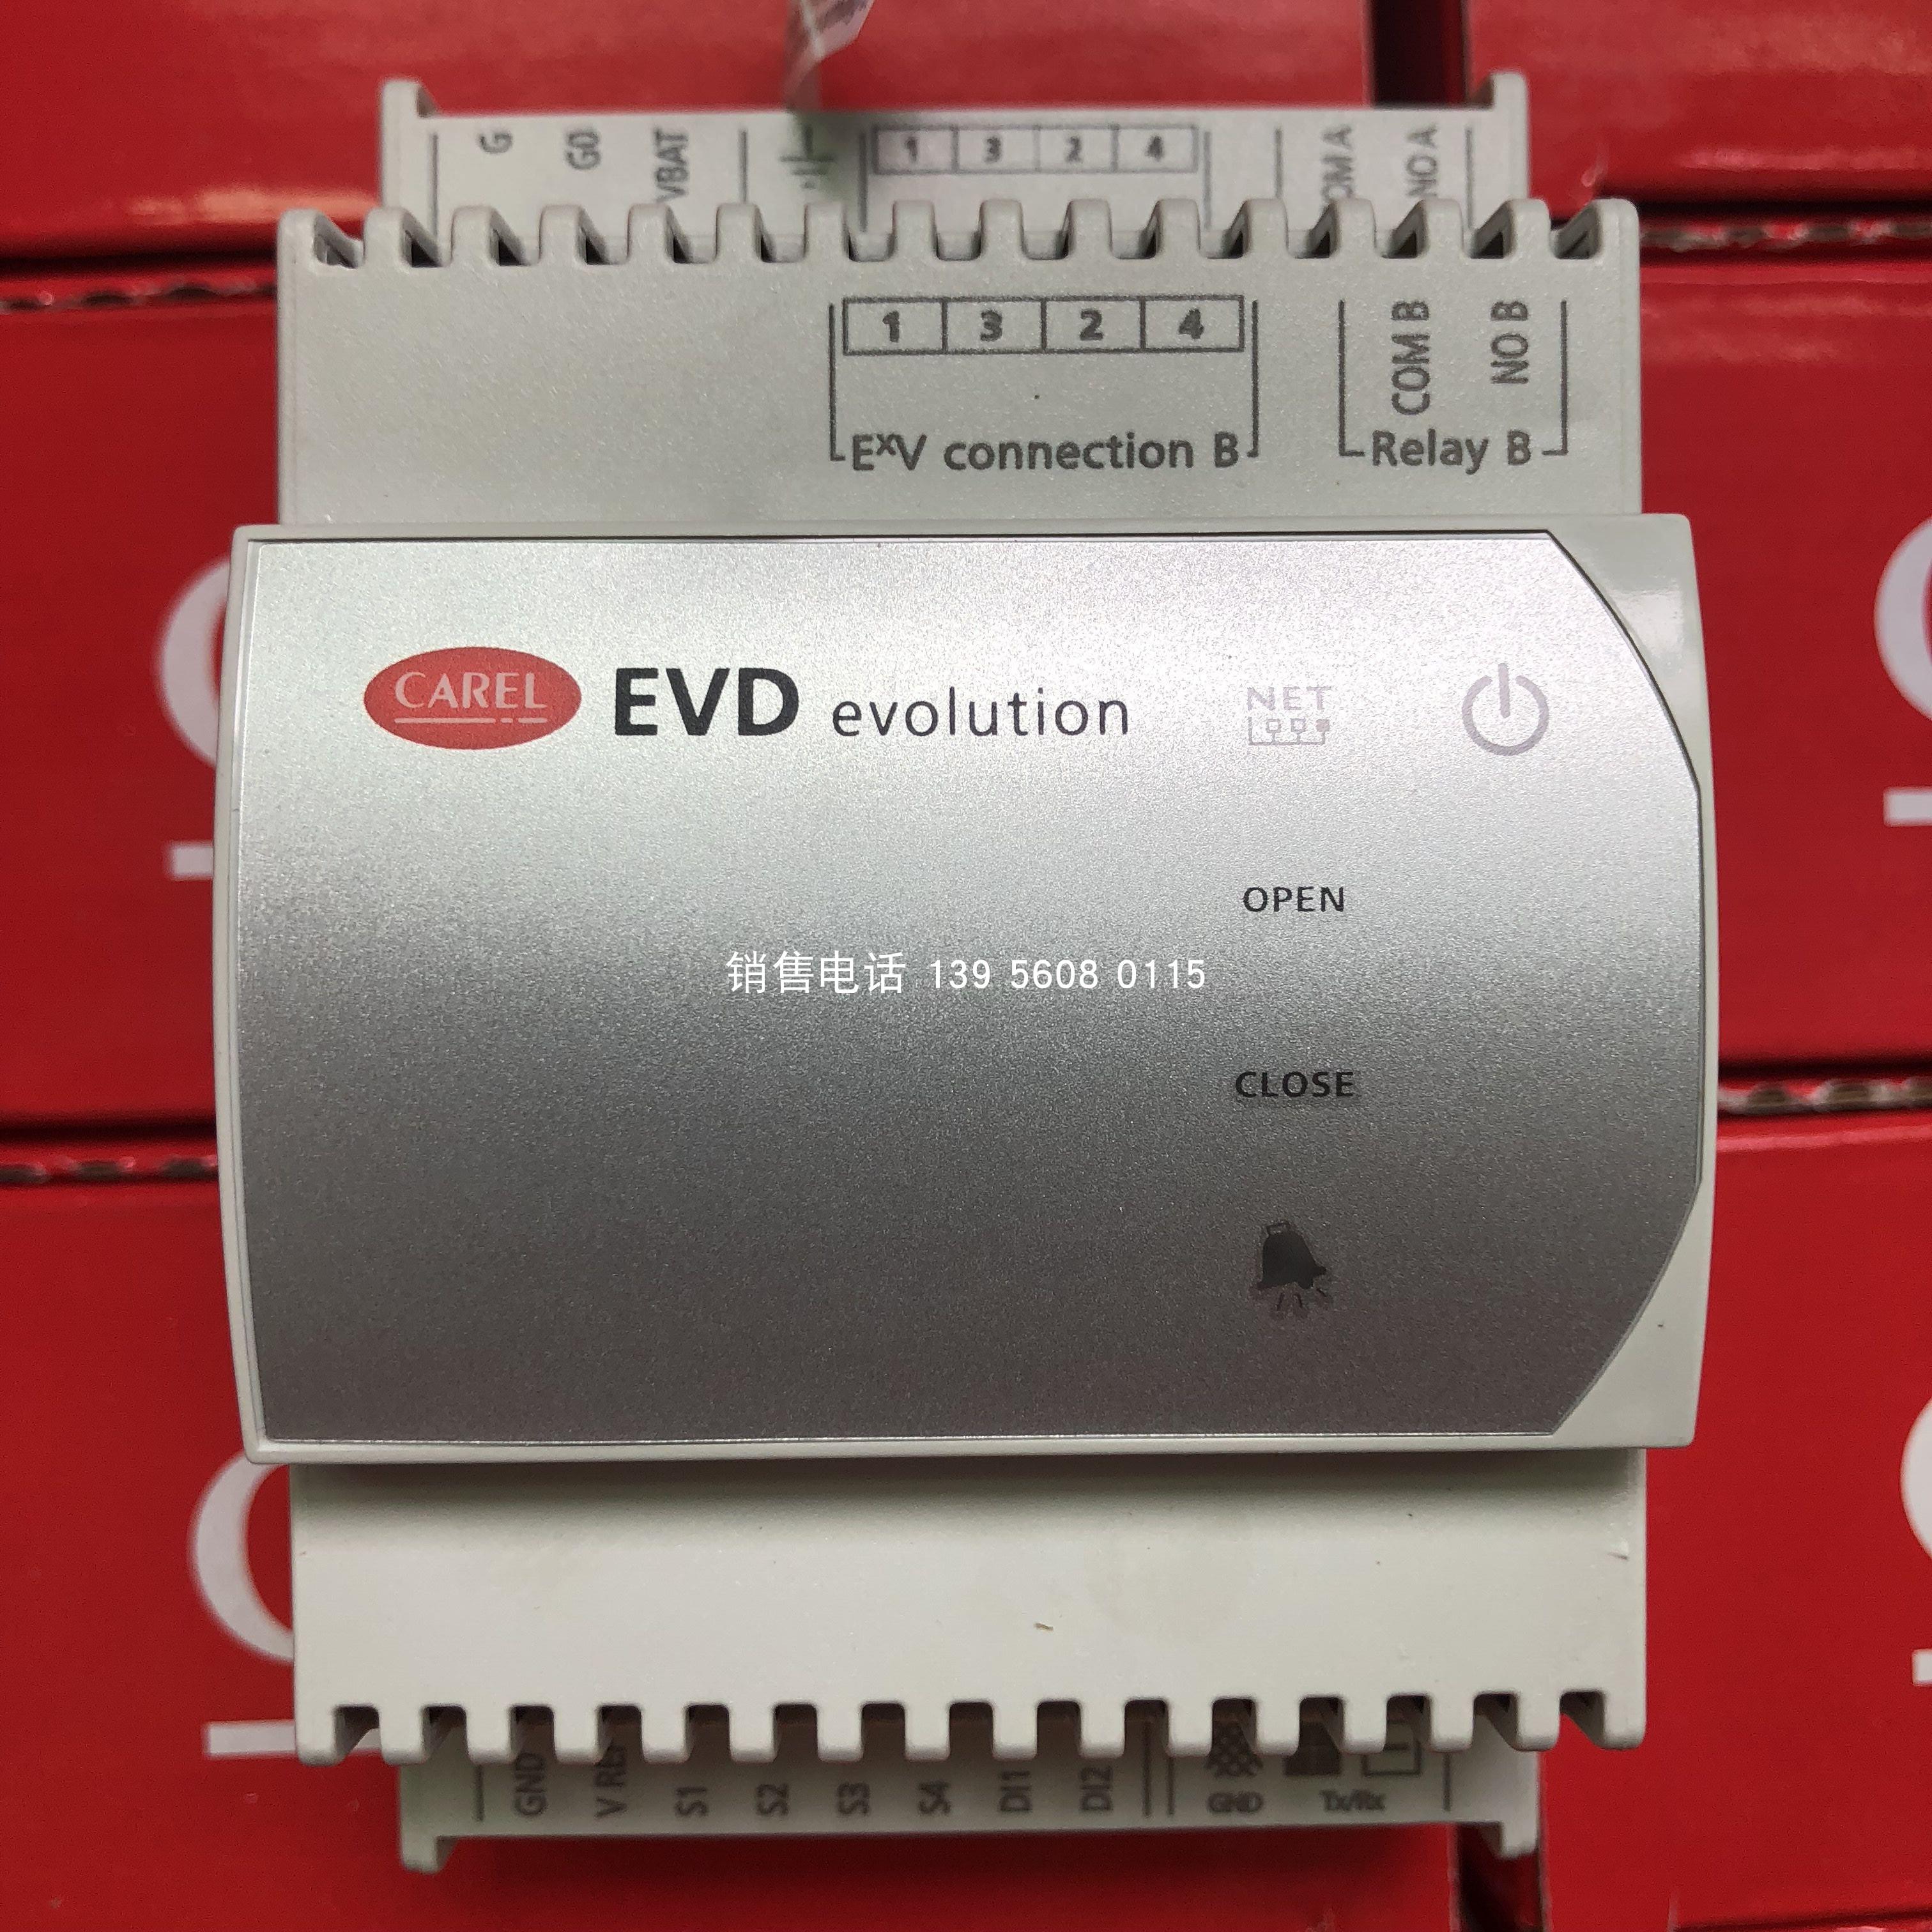 G G0 VBAT 1 3 2 4 COM A NO A
1 3 2 4 COM B NO B
ExV connection B Relay B
CAREL EVD evolution NET
OPEN
销售电话 139 5608 0115
CLOSE
GND V REF S1 S2 S3 S4 DI1 DI2 GND Tx/Rx